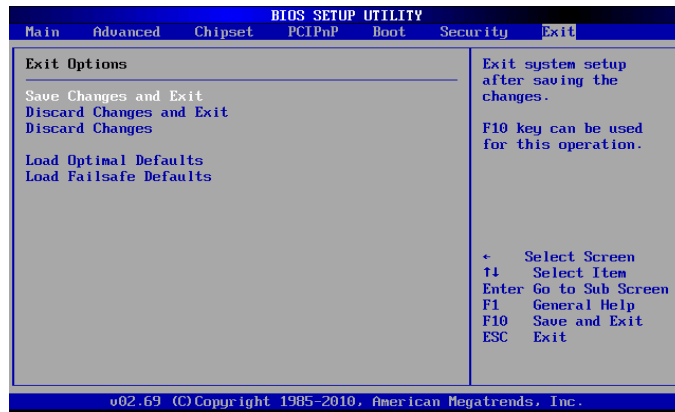 BIOS SETUP UTILITY
Main Advanced Chipset PCIPnP Boot Security Exit
Exit Options
Save Changes and Exit
Discard Changes and Exit
Discard Changes
Load Optimal Defaults
Load Failsafe Defaults
Exit system setup
after saving the
changes.
F10 key can be used
for this operation.
← Select Screen
↑↓ Select Item
Enter Go to Sub Screen
F1 General Help
F10 Save and Exit
ESC Exit
v02.69 (C)Copyright 1985-2010, American Megatrends, Inc.